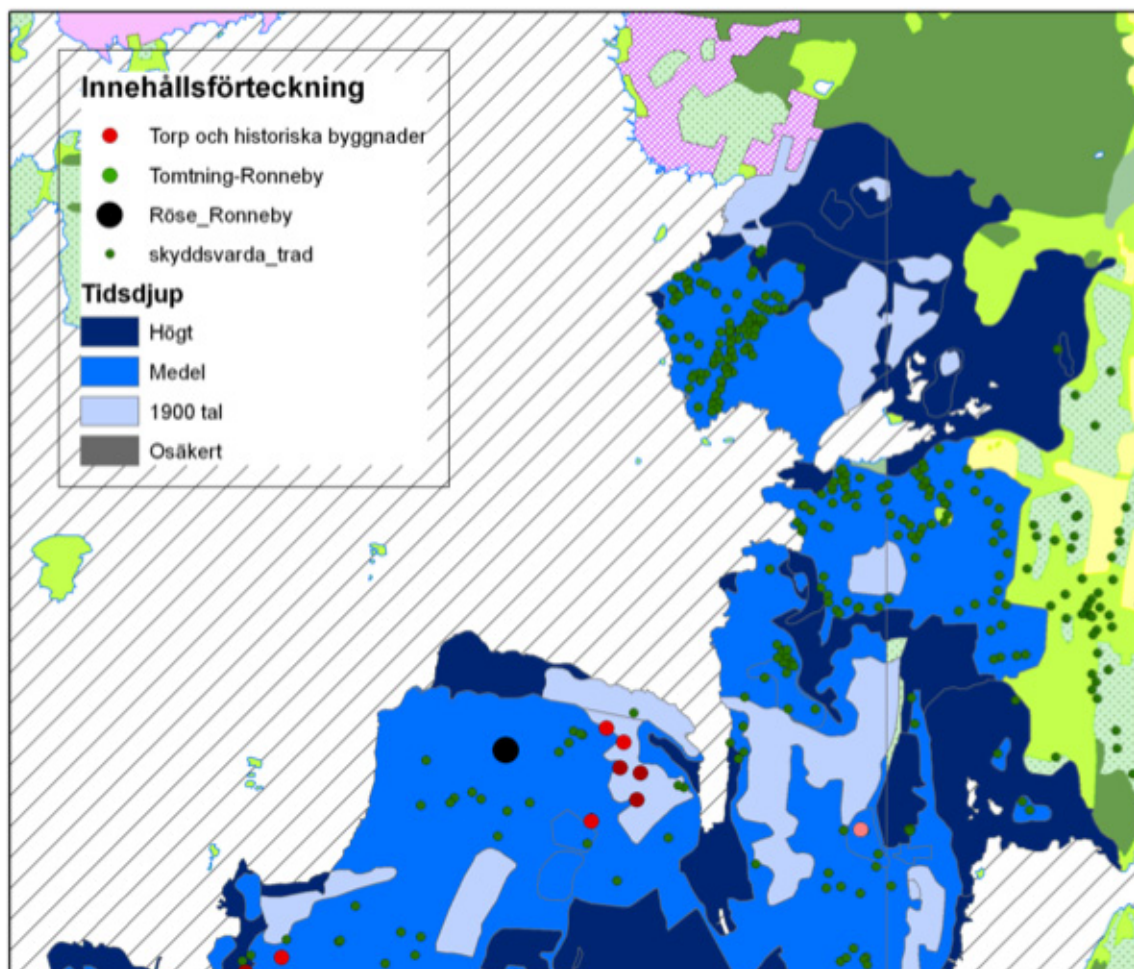 Innehållsförteckning
Torp och historiska byggnader
Tomtning-Ronneby
Röse_Ronneby
skyddsvarda_trad
Tidsdjup
Högt
Medel
1900 tal
Osäkert